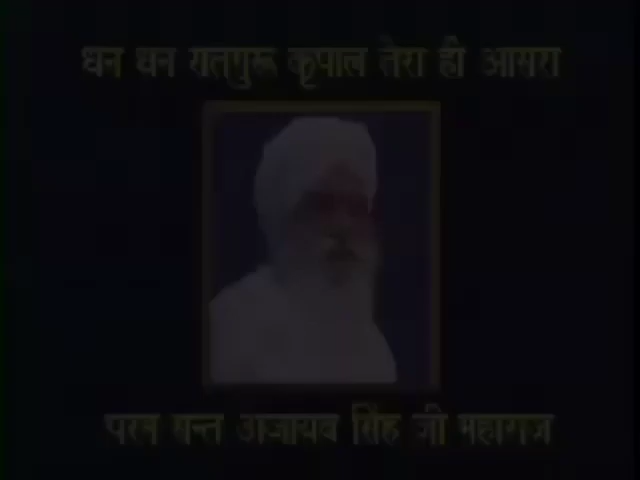 धन धन सतगुरू कृपाल तेरा ही आसरा
परम सन्त अजायब सिंह जी महाराज